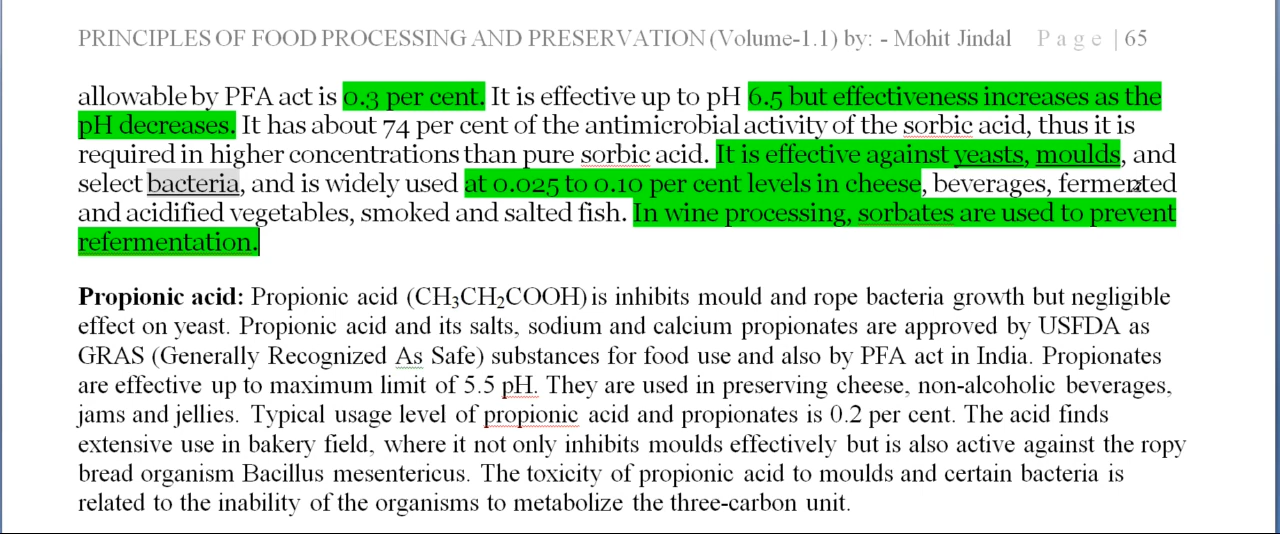 PRINCIPLES OF FOOD PROCESSING AND PRESERVATION (Volume-1.1) by: - Mohit Jindal Page | 65
allowable by PFA act is 0.3 per cent. It is effective up to pH 6.5 but effectiveness increases as the
pH decreases. It has about 74 per cent of the antimicrobial activity of the sorbic acid, thus it is
required in higher concentrations than pure sorbic acid. It is effective against yeasts, moulds, and
select bacteria, and is widely used at 0.025 to 0.10 per cent levels in cheese, beverages, fermented
and acidified vegetables, smoked and salted fish. In wine processing, sorbates are used to prevent
refermentation.
Propionic acid: Propionic acid (CH₃CH₂COOH) is inhibits mould and rope bacteria growth but negligible
effect on yeast. Propionic acid and its salts, sodium and calcium propionates are approved by USFDA as
GRAS (Generally Recognized As Safe) substances for food use and also by PFA act in India. Propionates
are effective up to maximum limit of 5.5 pH. They are used in preserving cheese, non-alcoholic beverages,
jams and jellies. Typical usage level of propionic acid and propionates is 0.2 per cent. The acid finds
extensive use in bakery field, where it not only inhibits moulds effectively but is also active against the ropy
bread organism Bacillus mesentericus. The toxicity of propionic acid to moulds and certain bacteria is
related to the inability of the organisms to metabolize the three-carbon unit.